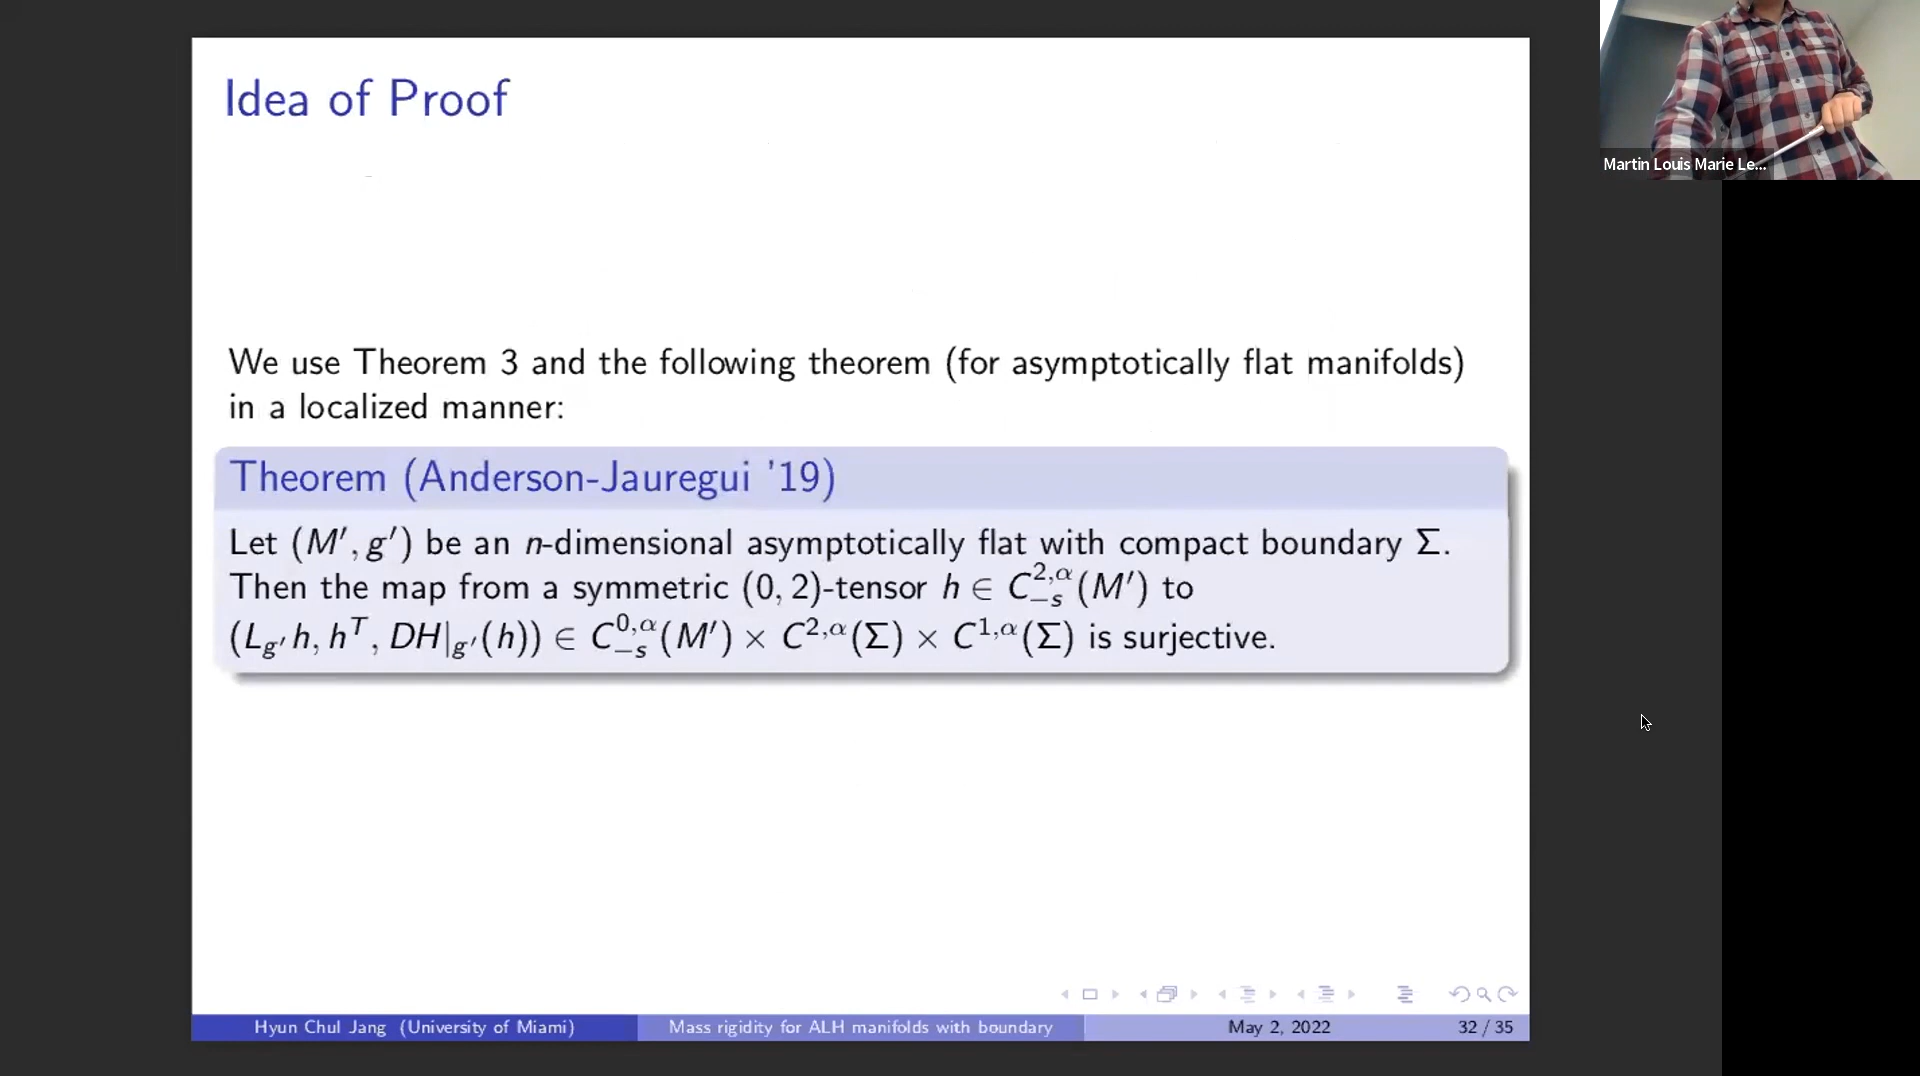 Idea of Proof
Martin Louis Marie Le...
We use Theorem 3 and the following theorem (for asymptotically flat manifolds)
in a localized manner:
Theorem (Anderson-Jauregui '19)
Let (M′, g′) be an n-dimensional asymptotically flat with compact boundary Σ.
Then the map from a symmetric (0, 2)-tensor h ∈ C^{2,α}_{−s}(M′) to
(L_{g′}h, h^T, DH|_{g′}(h)) ∈ C^{0,α}_{−s}(M′) × C^{2,α}(Σ) × C^{1,α}(Σ) is surjective.
Hyun Chul Jang (University of Miami) Mass rigidity for ALH manifolds with boundary May 2, 2022 32 / 35